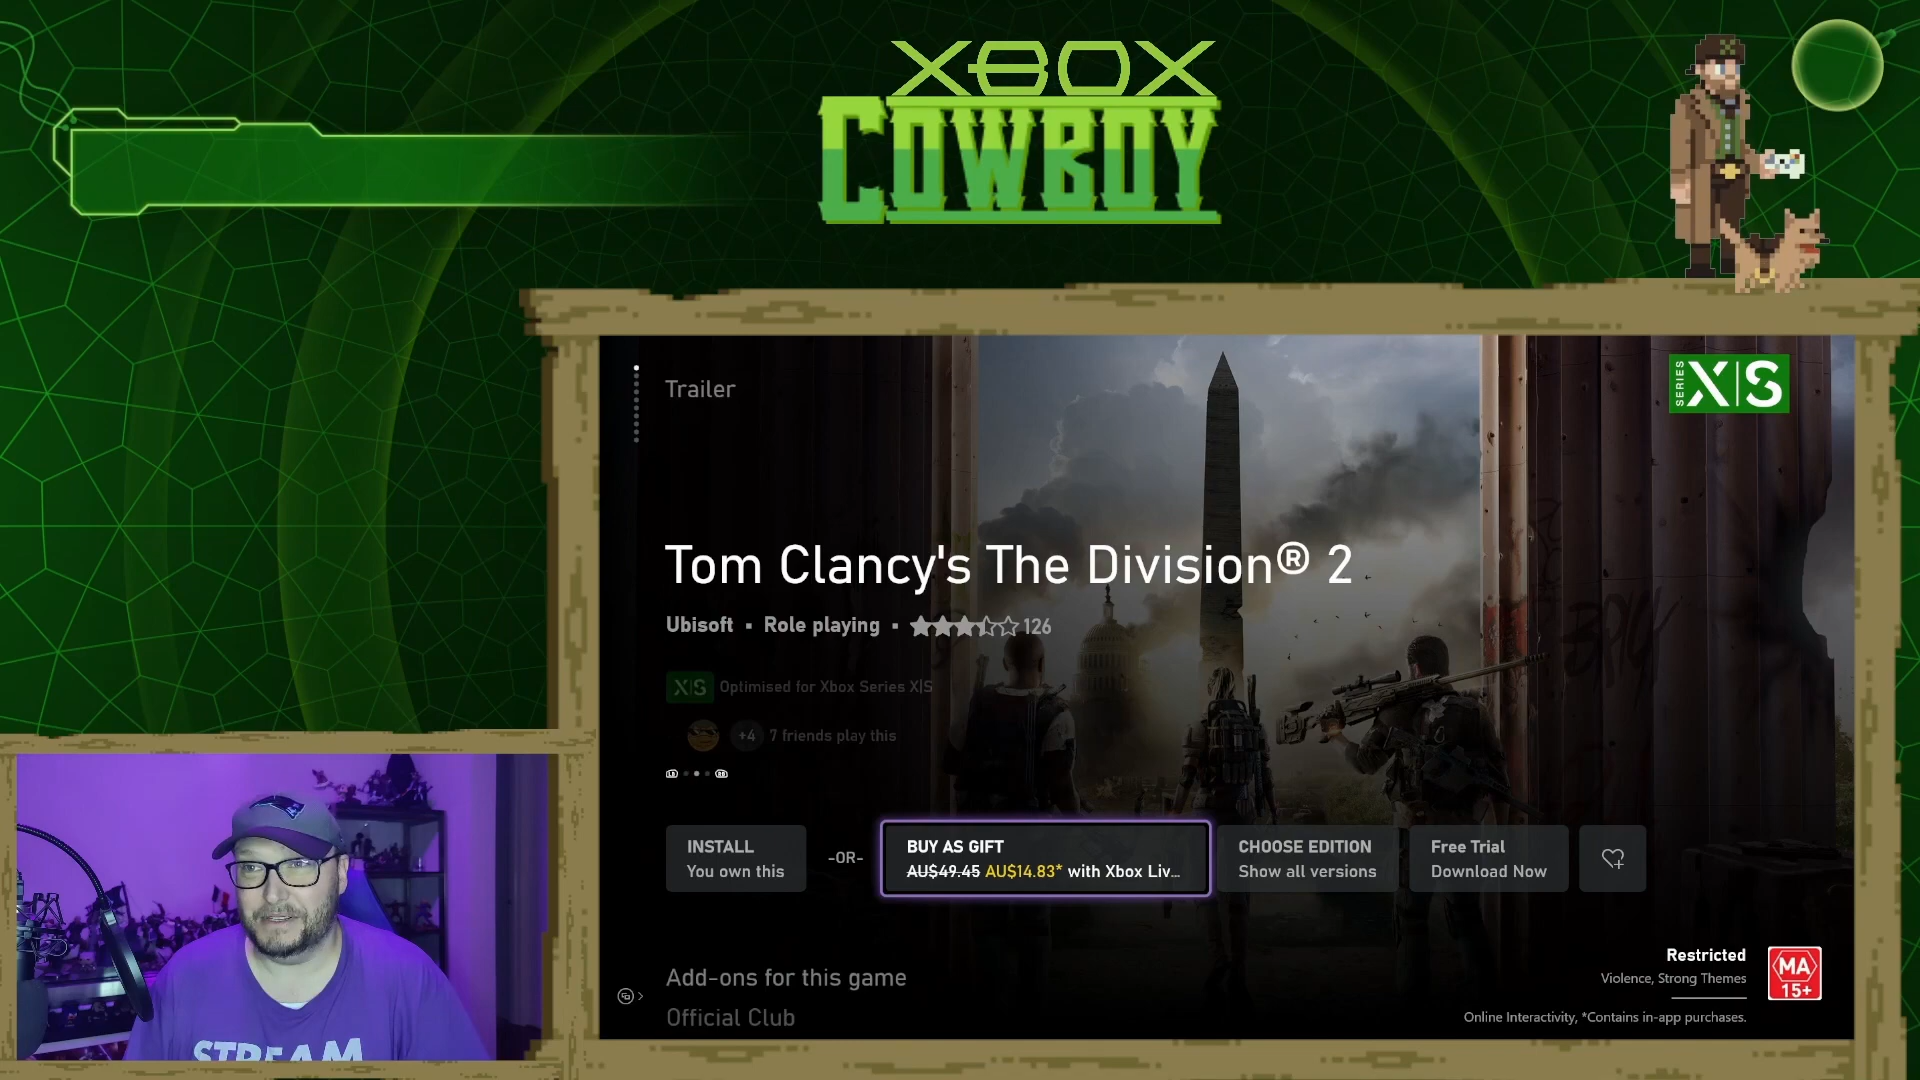 XBOX
COWBOY
Trailer
SERIES X|S
Tom Clancy's The Division® 2
Ubisoft ▪ Role playing ▪ 126
X|S Optimised for Xbox Series X|S
+4 7 friends play this
INSTALL
You own this
-OR-
BUY AS GIFT
AU$49.45 AU$14.83* with Xbox Liv...
CHOOSE EDITION
Show all versions
Free Trial
Download Now
Add-ons for this game
Official Club
Restricted
Violence, Strong Themes
MA
15+
Online Interactivity, *Contains in-app purchases.
STREAM